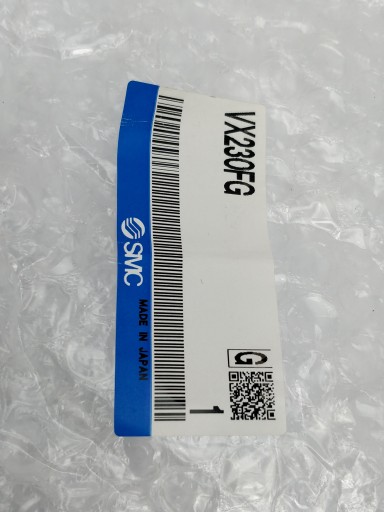 VX230FG
SMC
MADE IN JAPAN
G
1